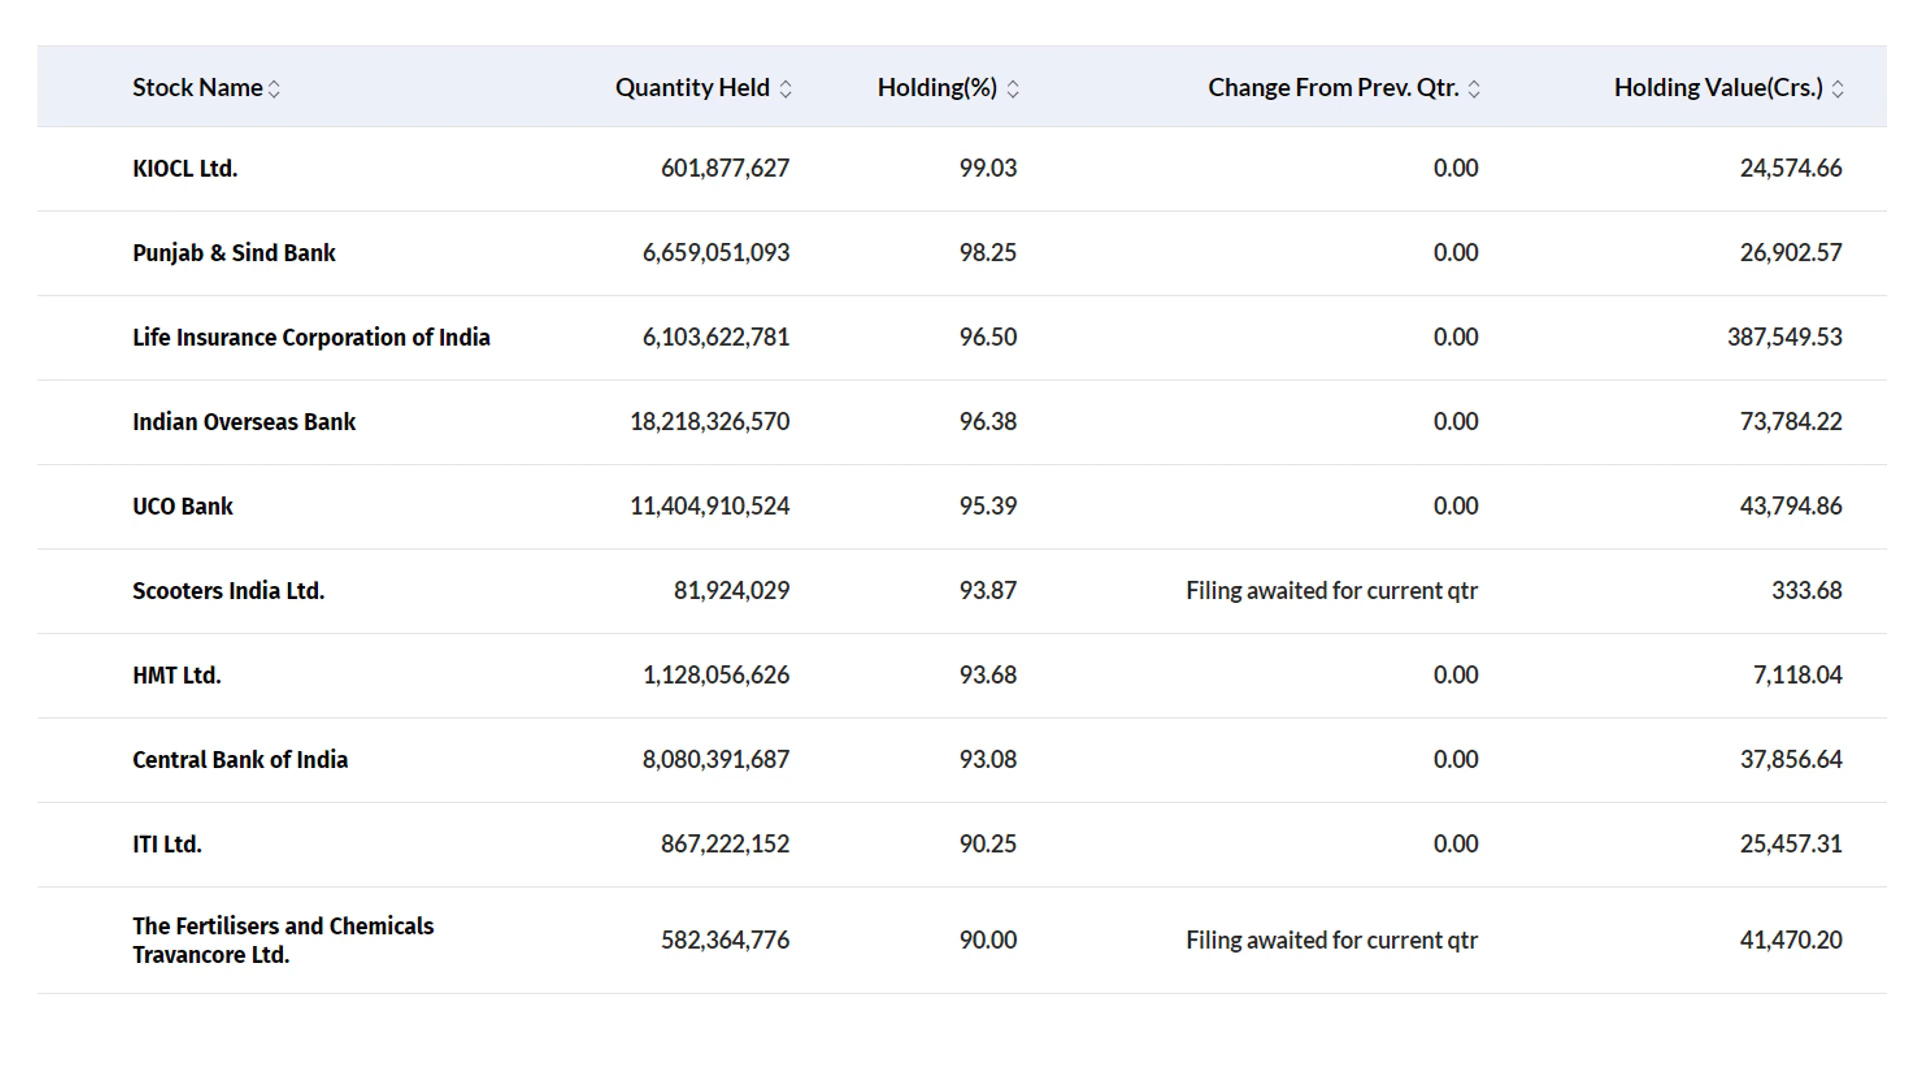 Stock Name Quantity Held Holding(%) Change From Prev. Qtr. Holding Value(Crs.)
KIOCL Ltd. 601,877,627 99.03 0.00 24,574.66
Punjab & Sind Bank 6,659,051,093 98.25 0.00 26,902.57
Life Insurance Corporation of India 6,103,622,781 96.50 0.00 387,549.53
Indian Overseas Bank 18,218,326,570 96.38 0.00 73,784.22
UCO Bank 11,404,910,524 95.39 0.00 43,794.86
Scooters India Ltd. 81,924,029 93.87 Filing awaited for current qtr 333.68
HMT Ltd. 1,128,056,626 93.68 0.00 7,118.04
Central Bank of India 8,080,391,687 93.08 0.00 37,856.64
ITI Ltd. 867,222,152 90.25 0.00 25,457.31
The Fertilisers and Chemicals
Travancore Ltd. 582,364,776 90.00 Filing awaited for current qtr 41,470.20